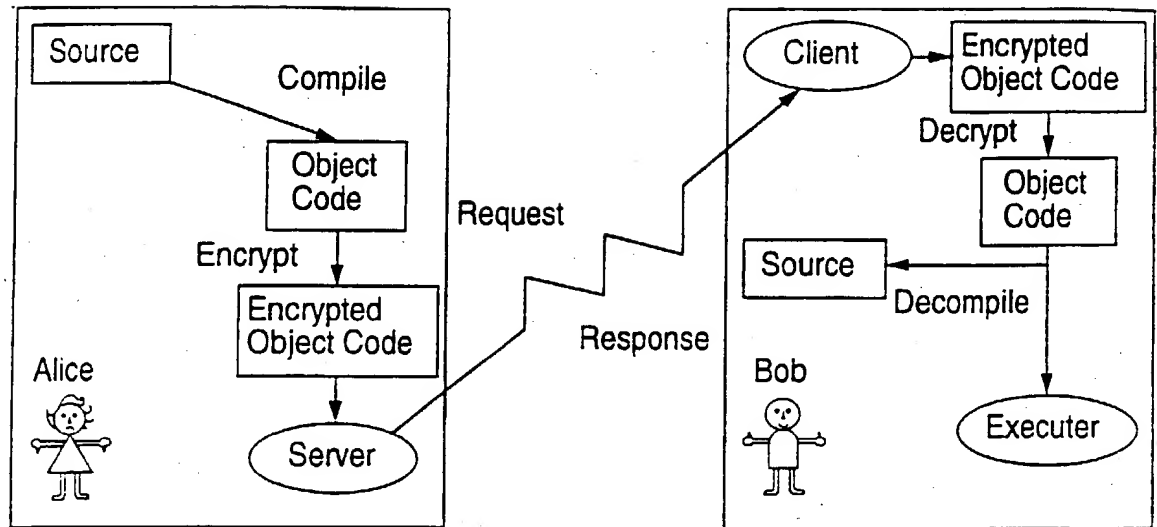 Source
Compile
Object
Code
Encrypt
Encrypted
Object Code
Alice
Server
Request
Response
Client
Encrypted
Object Code
Decrypt
Object
Code
Source
Decompile
Bob
Executer